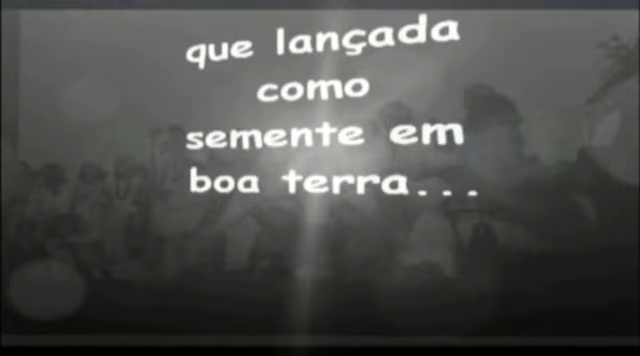 que lançada
como
semente em
boa terra...